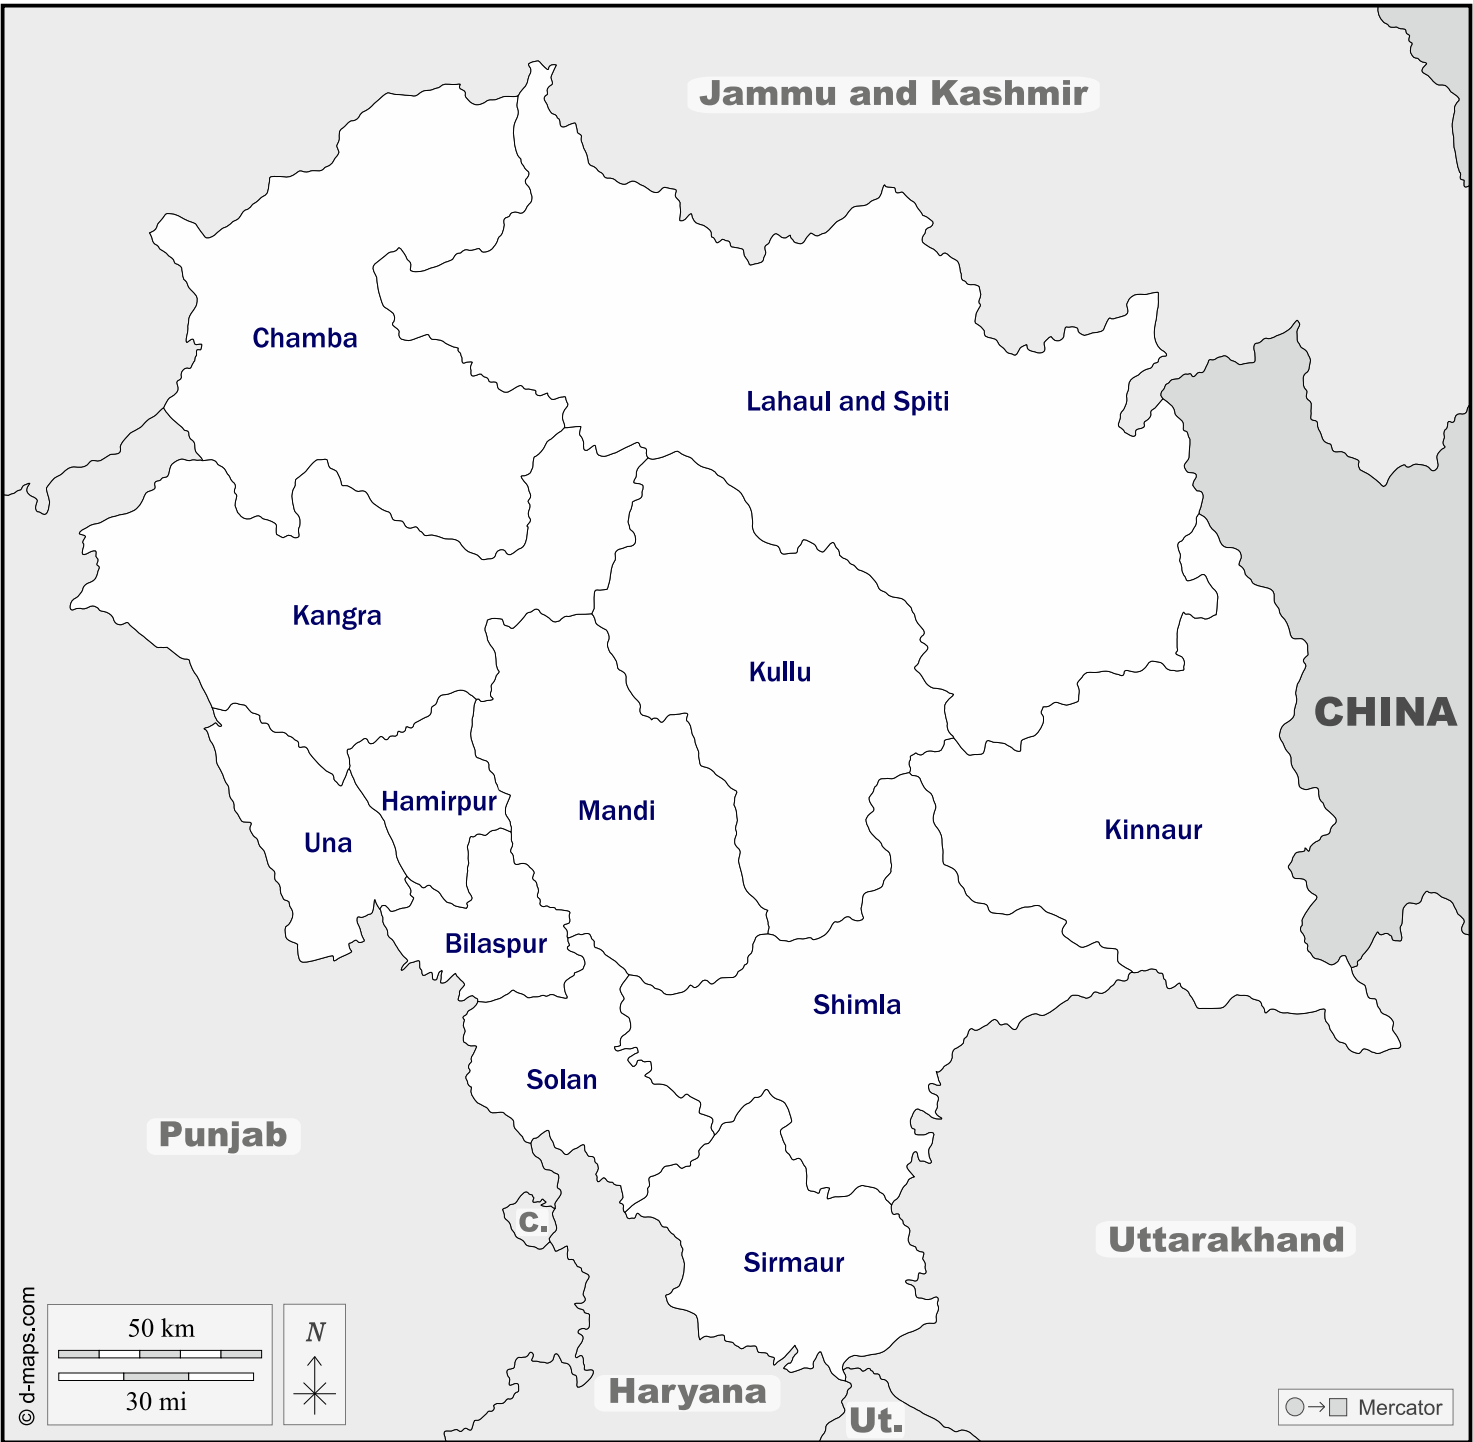 Jammu and Kashmir
Chamba
Lahaul and Spiti
Kangra
Kullu
CHINA
Hamirpur
Mandi
Una
Kinnaur
Bilaspur
Shimla
Solan
Punjab
C.
Uttarakhand
Sirmaur
© d-maps.com
50 km
30 mi
N
Haryana
Ut.
Mercator